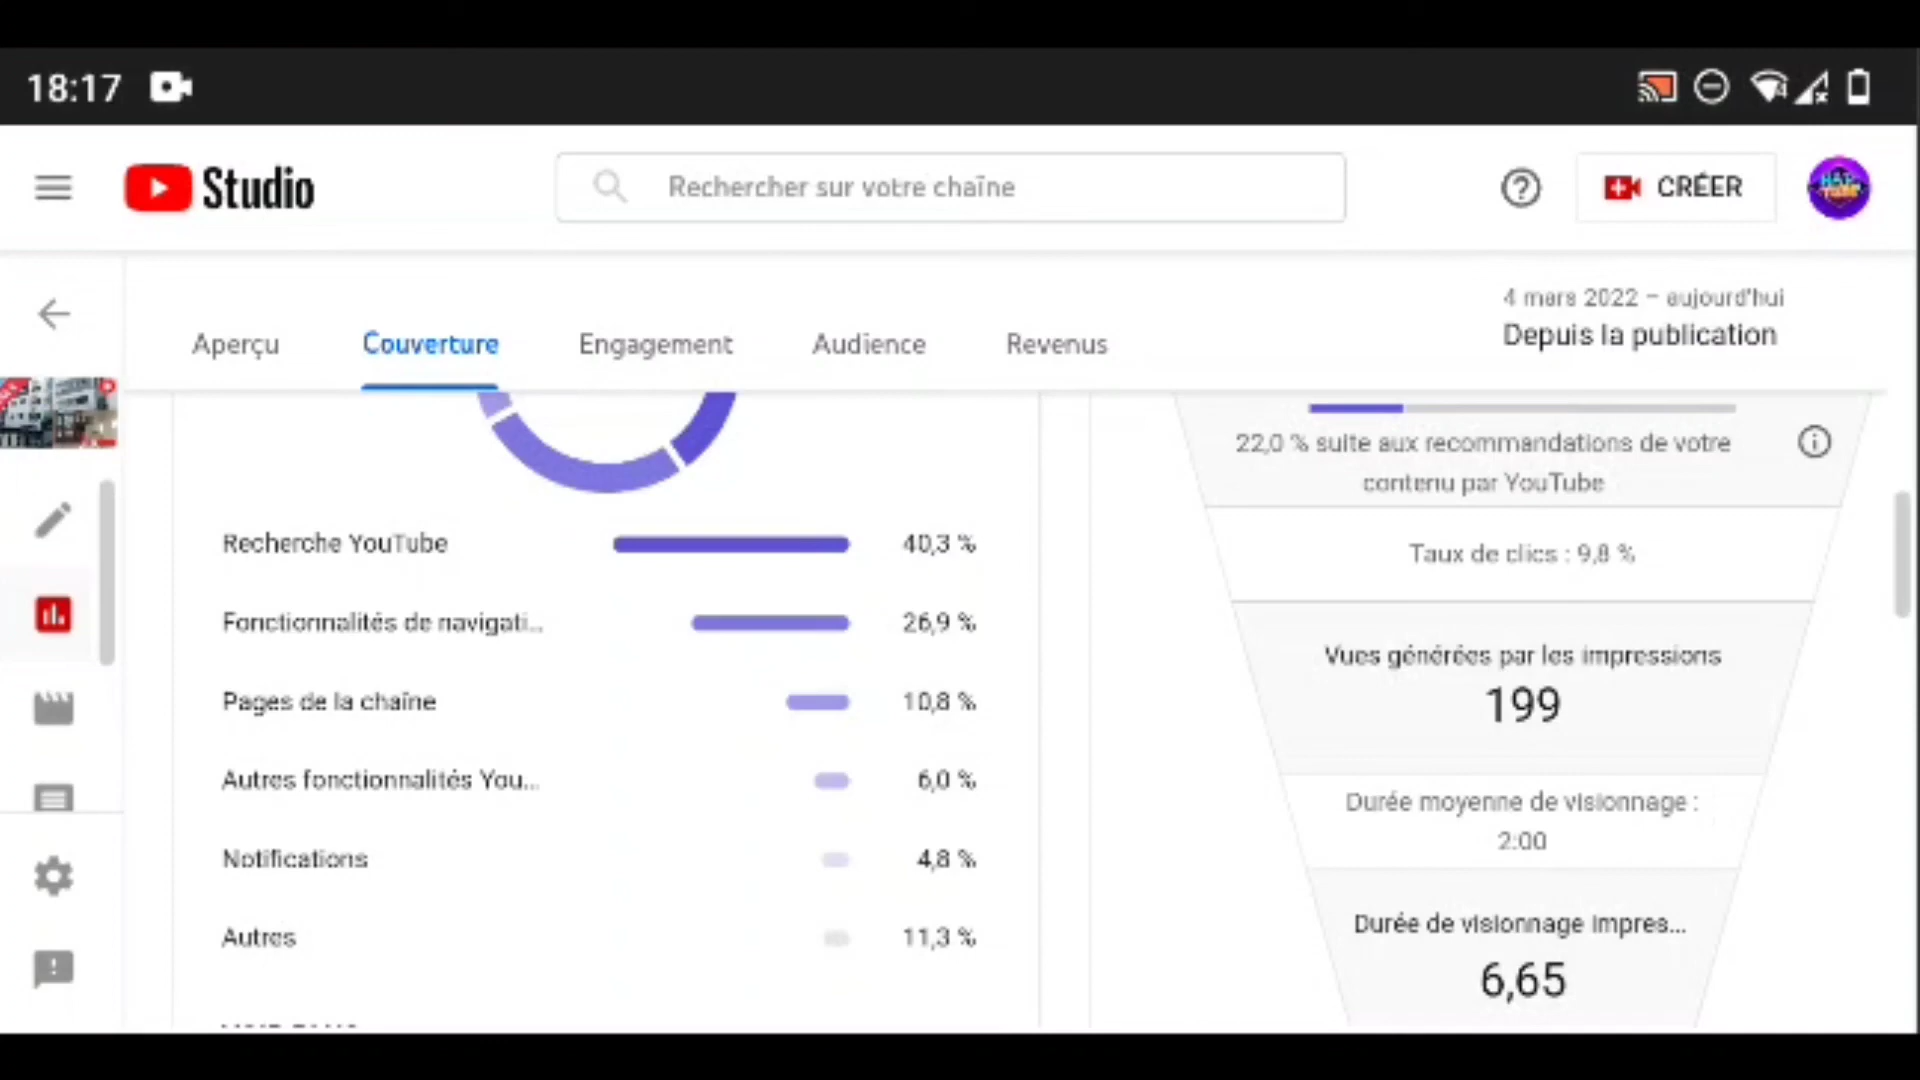 18:17
Studio
Rechercher sur votre chaîne
CRÉER
4 mars 2022 – aujourd'hui
Depuis la publication
Aperçu
Couverture
Engagement
Audience
Revenus
Recherche YouTube 40,3 %
Fonctionnalités de navigati... 26,9 %
Pages de la chaîne 10,8 %
Autres fonctionnalités You... 6,0 %
Notifications 4,8 %
Autres 11,3 %
22,0 % suite aux recommandations de votre
contenu par YouTube
Taux de clics : 9,8 %
Vues générées par les impressions
199
Durée moyenne de visionnage :
2:00
Durée de visionnage impres...
6,65